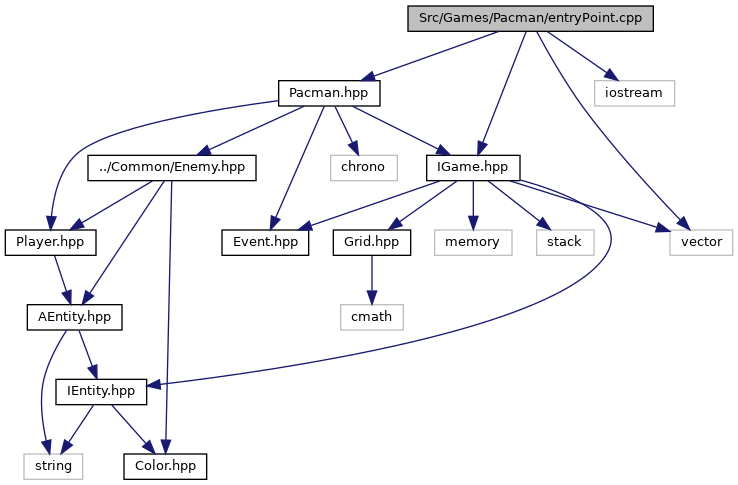 Src/Games/Pacman/entryPoint.cpp
Pacman.hpp
iostream
../Common/Enemy.hpp
chrono
IGame.hpp
Player.hpp
Event.hpp
Grid.hpp
memory
stack
vector
AEntity.hpp
cmath
IEntity.hpp
string
Color.hpp